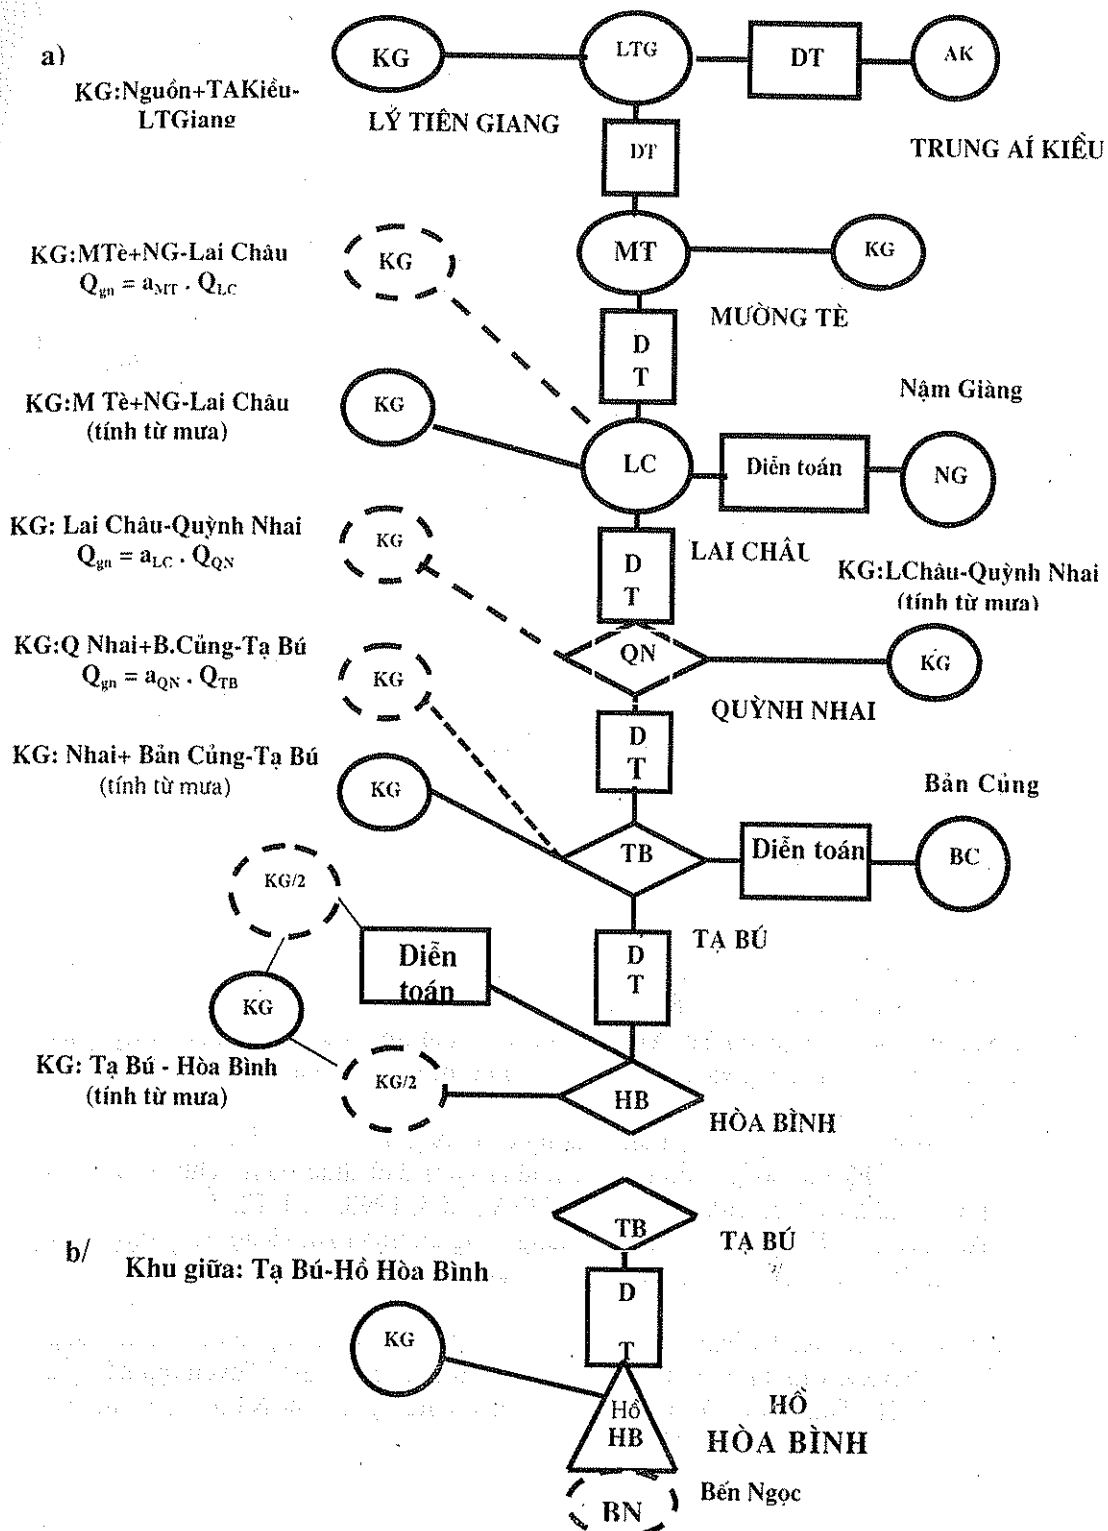 a)
KG LTG DT AK
KG:Nguồn+TAKiều-
LTGiang
LÝ TIÊN GIANG
DT
TRUNG AÍ KIỀU
KG:MTè+NG-Lai Châu
Qgn = aMT . QLC
KG MT KG
MƯỜNG TÈ
D
T
Nậm Giàng
KG:M Tè+NG-Lai Châu
(tính từ mưa)
KG
LC Diễn toán NG
KG: Lai Châu-Quỳnh Nhai
Qgn = aLC . QQN
KG
D
T
LAI CHÂU
KG:LChâu-Quỳnh Nhai
(tính từ mưa)
KG:Q Nhai+B.Củng-Tạ Bú
Qgn = aQN . QTB
KG QN KG
QUỲNH NHAI
D
T
KG: Nhai+ Bản Củng-Tạ Bú
(tính từ mưa)
KG
Bản Củng
TB Diễn toán BC
KG/2
TẠ BÚ
Diễn
toán
D
T
KG
KG: Tạ Bú - Hòa Bình
(tính từ mưa)
KG/2 HB
HÒA BÌNH
TB
TẠ BÚ
b/
Khu giữa: Tạ Bú-Hồ Hòa Bình
D
T
KG
Hồ
HB
HỒ
HÒA BÌNH
Bến Ngọc
BN